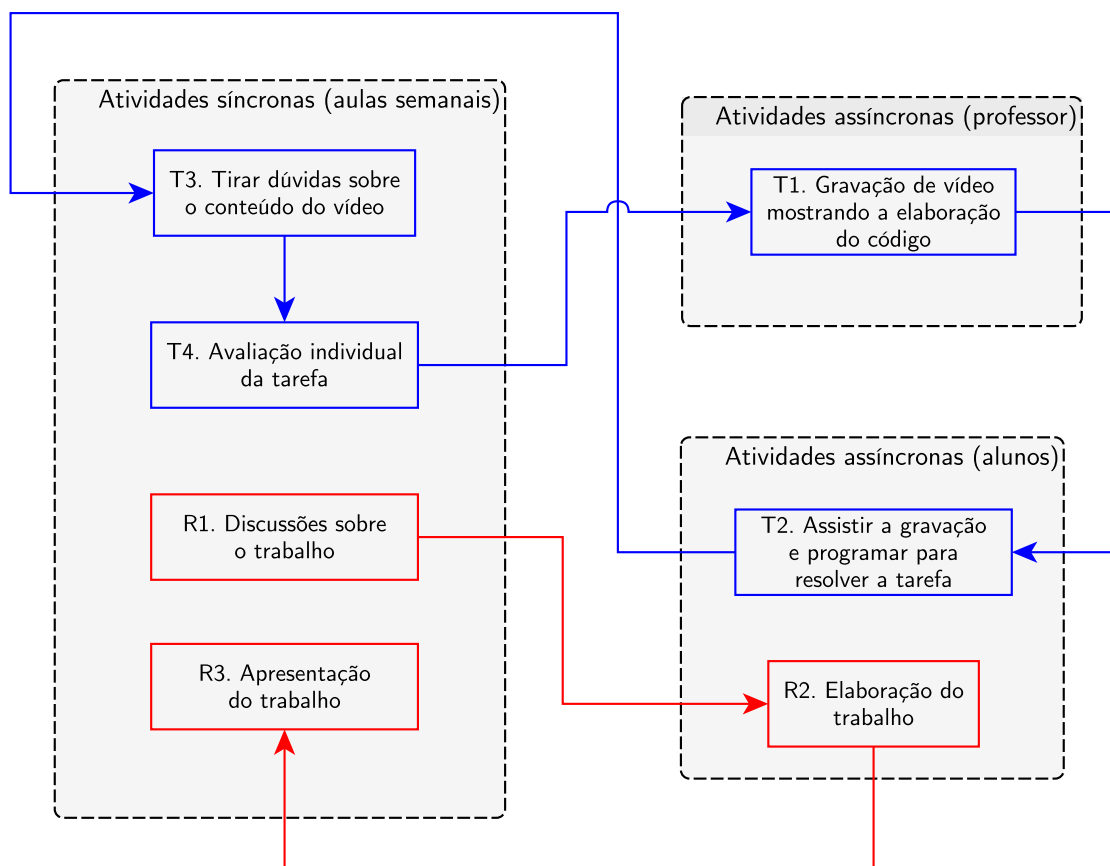 Atividades síncronas (aulas semanais)
T3. Tirar dúvidas sobre
o conteúdo do vídeo
T4. Avaliação individual
da tarefa
R1. Discussões sobre
o trabalho
R3. Apresentação
do trabalho
Atividades assíncronas (professor)
T1. Gravação de vídeo
mostrando a elaboração
do código
Atividades assíncronas (alunos)
T2. Assistir a gravação
e programar para
resolver a tarefa
R2. Elaboração do
trabalho